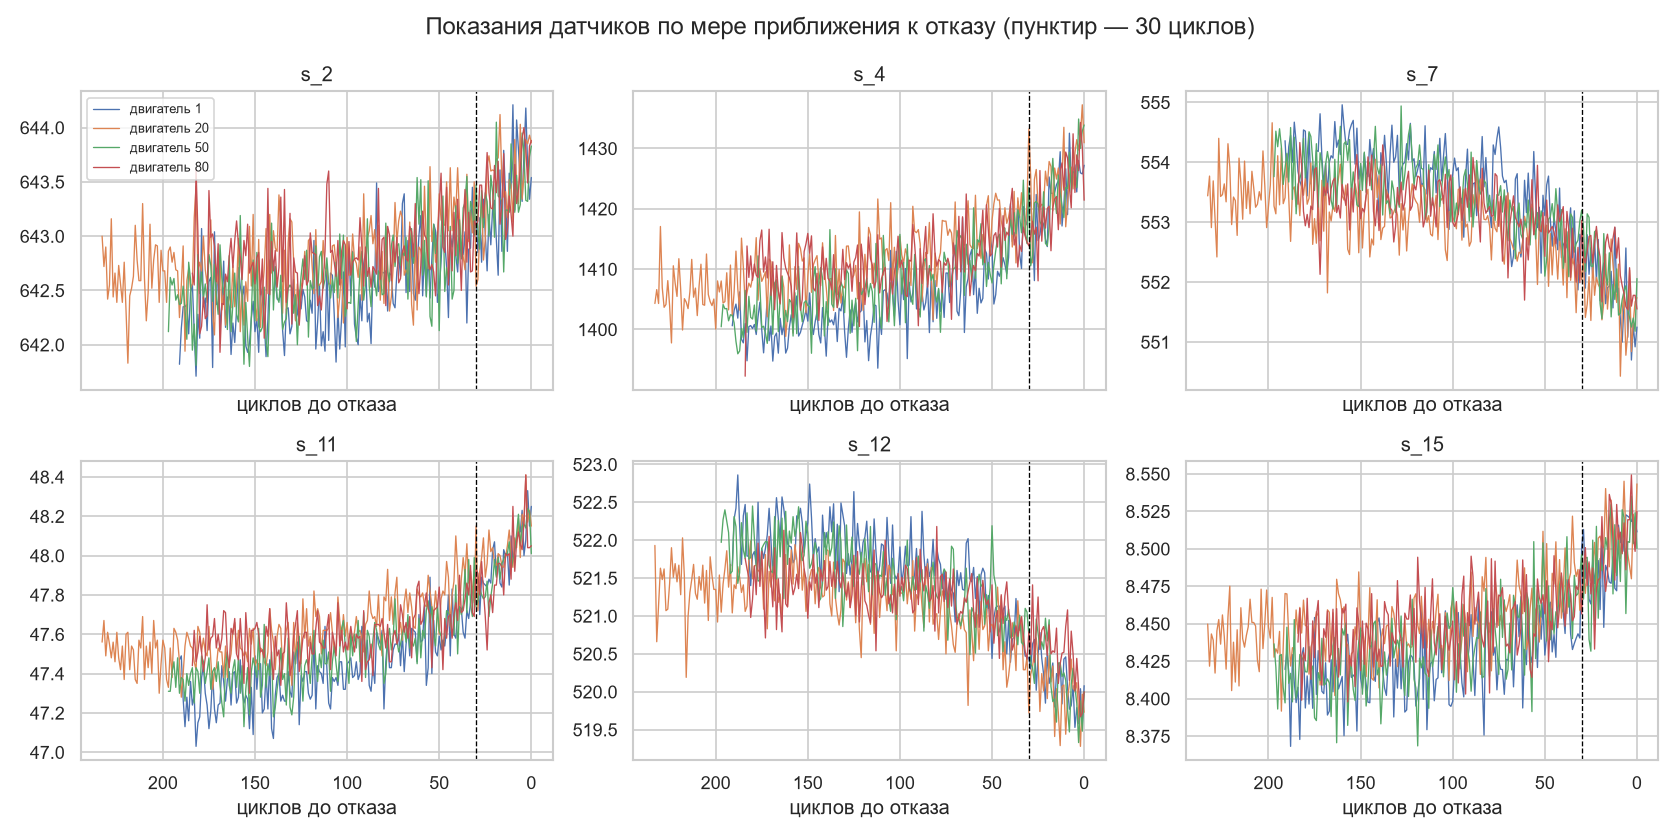 Показания датчиков по мере приближения к отказу (пунктир — 30 циклов)
s_2
двигатель 1
двигатель 20
двигатель 50
двигатель 80
644.0
643.5
643.0
642.5
642.0
циклов до отказа
s_4
1430
1420
1410
1400
циклов до отказа
s_7
555
554
553
552
551
циклов до отказа
s_11
48.4
48.2
48.0
47.8
47.6
47.4
47.2
47.0
200 150 100 50 0
циклов до отказа
s_12
523.0
522.5
522.0
521.5
521.0
520.5
520.0
519.5
200 150 100 50 0
циклов до отказа
s_15
8.550
8.525
8.500
8.475
8.450
8.425
8.400
8.375
200 150 100 50 0
циклов до отказа